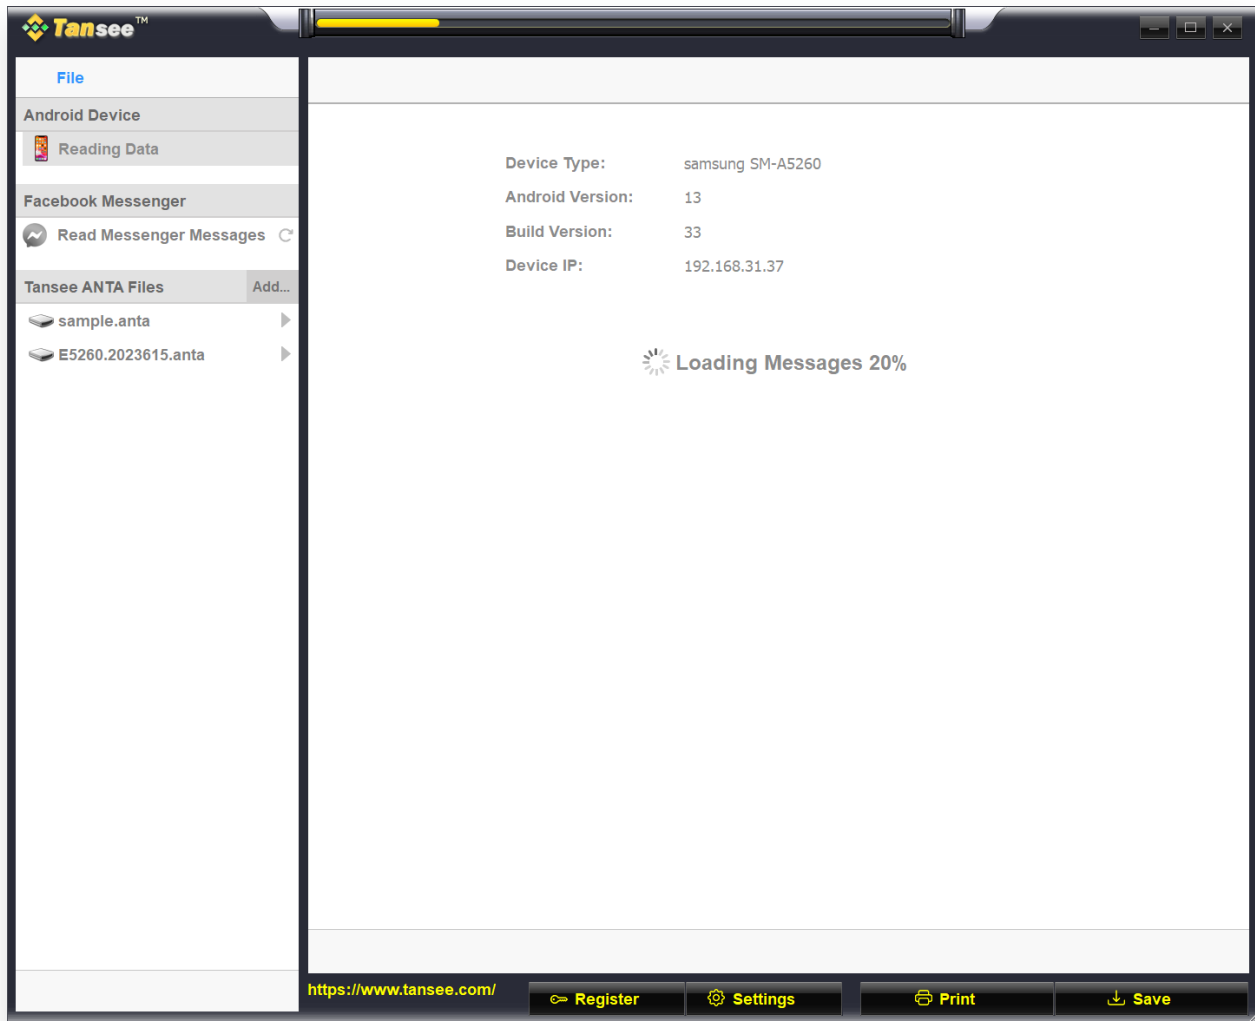 Tansee™
File
Android Device
Reading Data
Facebook Messenger
Read Messenger Messages
Tansee ANTA Files Add...
sample.anta
E5260.2023615.anta
Device Type: samsung SM-A5260
Android Version: 13
Build Version: 33
Device IP: 192.168.31.37
Loading Messages 20%
https://www.tansee.com/ Register Settings Print Save